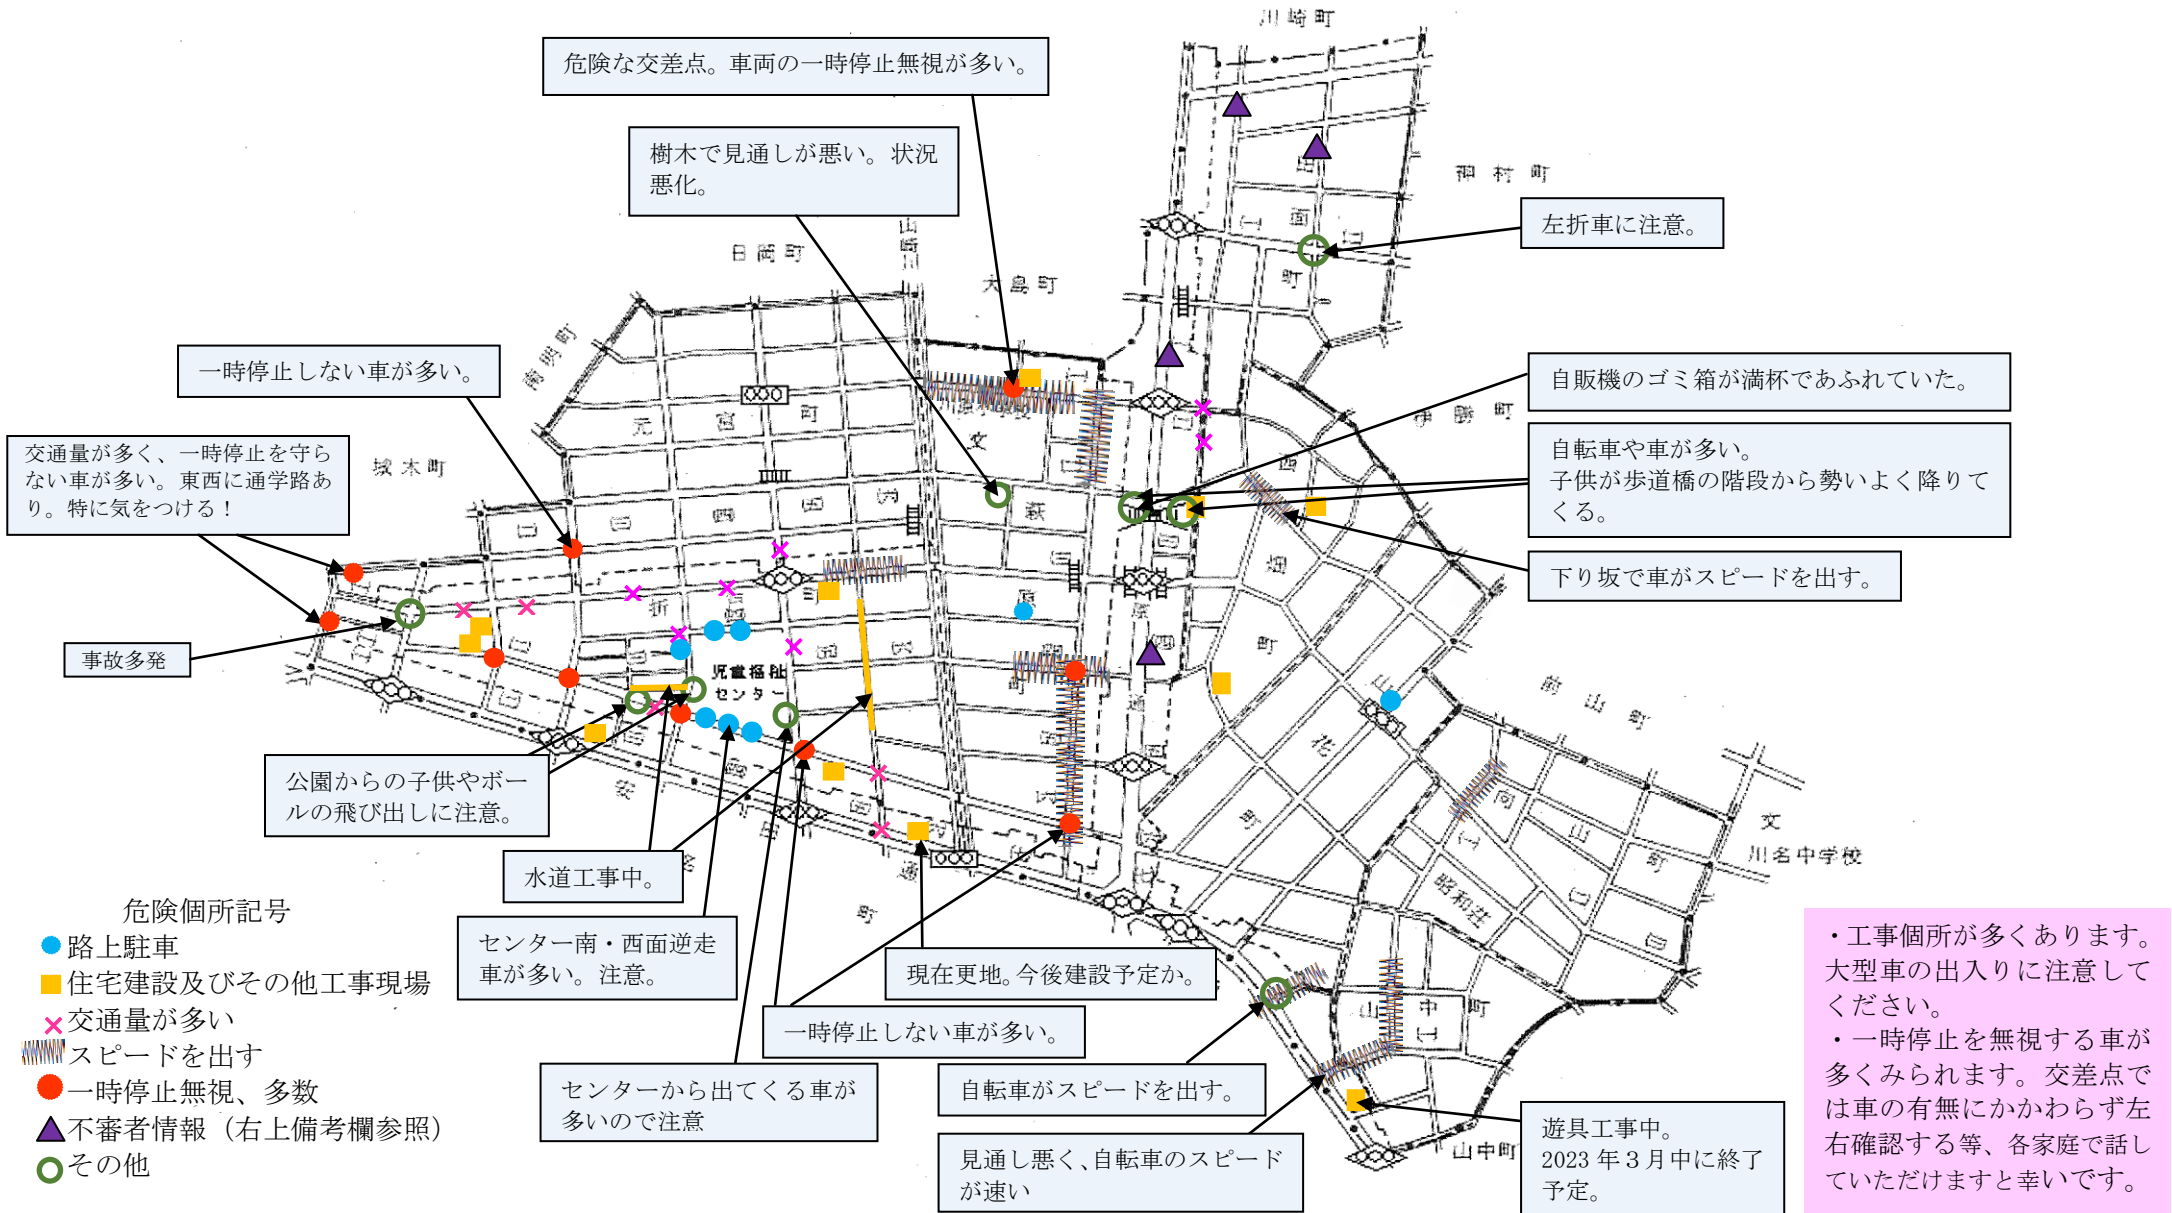 川崎町
危険な交差点。車両の一時停止無視が多い。
樹木で見通しが悪い。状況
悪化。
神村町
左折車に注意。
日岡町
山崎
大島町
南明町
一時停止しない車が多い。
自販機のゴミ箱が満杯であふれていた。
伊勝町
元宮町
文
自転車や車が多い。
子供が歩道橋の階段から勢いよく降りて
くる。
交通量が多く、一時停止を守ら
ない車が多い。東西に通学路あ
り。特に気をつける！
城木町
下り坂で車がスピードを出す。
事故多発
児童福祉
センター
前山町
公園からの子供やボー
ルの飛び出しに注意。
水道工事中。
文
川名中学校
昭和荘
危険個所記号
路上駐車
住宅建設及びその他工事現場
交通量が多い
スピードを出す
一時停止無視、多数
不審者情報（右上備考欄参照）
その他
センター南・西面逆走
車が多い。注意。
現在更地。今後建設予定か。
一時停止しない車が多い。
山中町
センターから出てくる車が
多いので注意
自転車がスピードを出す。
見通し悪く、自転車のスピード
が速い
遊具工事中。
2023 年３月中に終了
予定。
山中町
・工事個所が多くあります。
大型車の出入りに注意して
ください。
・一時停止を無視する車が
多くみられます。交差点で
は車の有無にかかわらず左
右確認する等、各家庭で話し
ていただけますと幸いです。